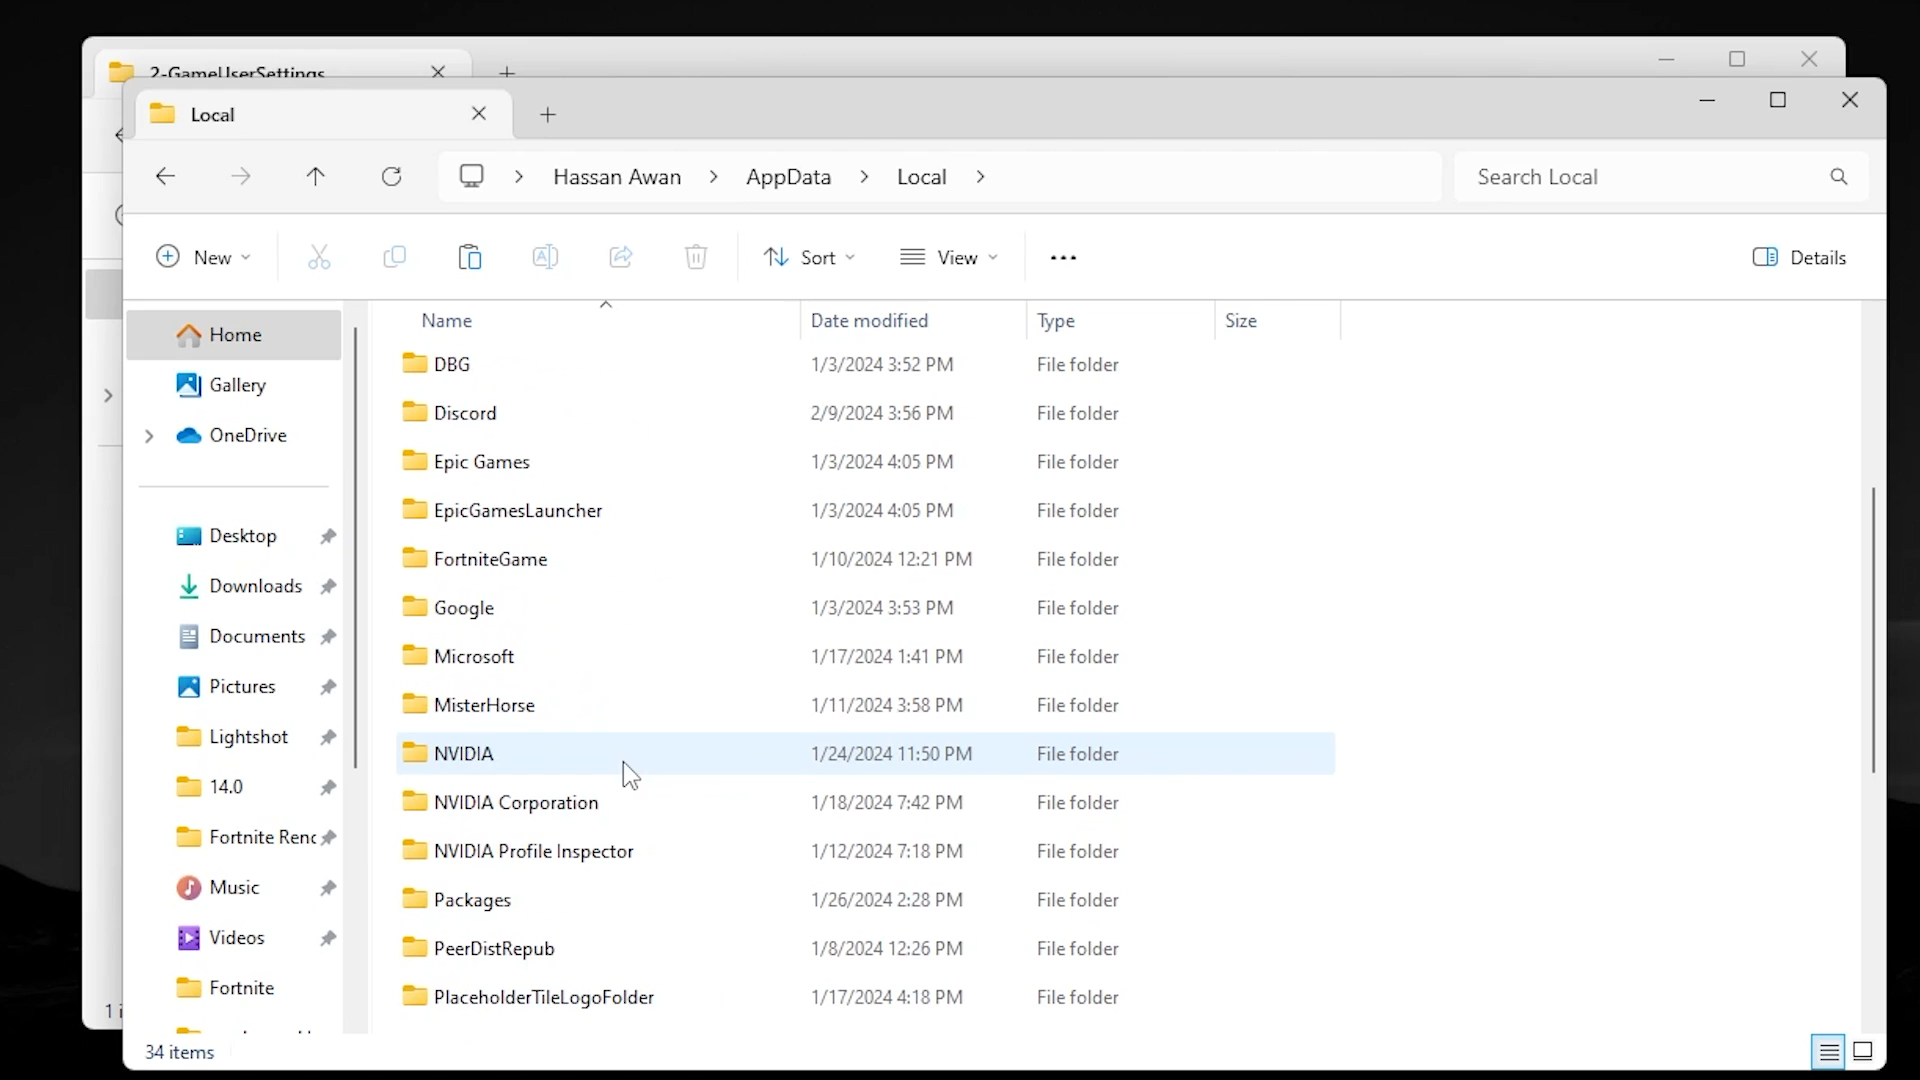 2-GameUserSettings
Local
Hassan Awan AppData Local
Search Local
New
Sort
View
Details
Home
Gallery
OneDrive
Desktop
Downloads
Documents
Pictures
Lightshot
14.0
Fortnite Rend
Music
Videos
Fortnite
Name Date modified Type Size
DBG 1/3/2024 3:52 PM File folder
Discord 2/9/2024 3:56 PM File folder
Epic Games 1/3/2024 4:05 PM File folder
EpicGamesLauncher 1/3/2024 4:05 PM File folder
FortniteGame 1/10/2024 12:21 PM File folder
Google 1/3/2024 3:53 PM File folder
Microsoft 1/17/2024 1:41 PM File folder
MisterHorse 1/11/2024 3:58 PM File folder
NVIDIA 1/24/2024 11:50 PM File folder
NVIDIA Corporation 1/18/2024 7:42 PM File folder
NVIDIA Profile Inspector 1/12/2024 7:18 PM File folder
Packages 1/26/2024 2:28 PM File folder
PeerDistRepub 1/8/2024 12:26 PM File folder
PlaceholderTileLogoFolder 1/17/2024 4:18 PM File folder
1 i
34 items